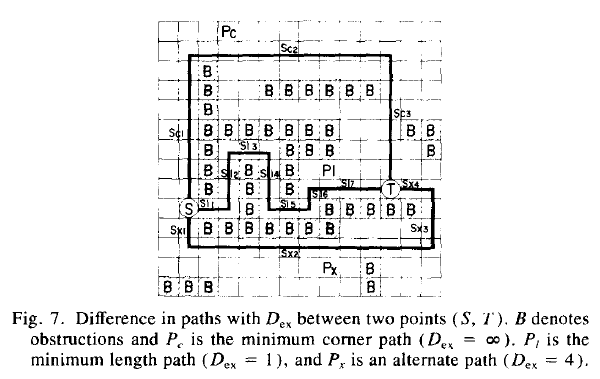 Pc
Sc2
B
B B B B B B B
B Sc3
Sc1 B B B B B B B B B
B Sl3 B B B B
B Sl2 B Sl4 B Pl
B B B Sl7 T Sx4
S Sl1 B Sl5 Sl6 B B B B B
Sx1 B B B B B B B Sx3
Sx2
Px B
B B B B
Fig. 7. Difference in paths with Dex between two points (S, T). B denotes
obstructions and Pc is the minimum corner path (Dex = ∞). Pl is the
minimum length path (Dex = 1), and Px is an alternate path (Dex = 4).